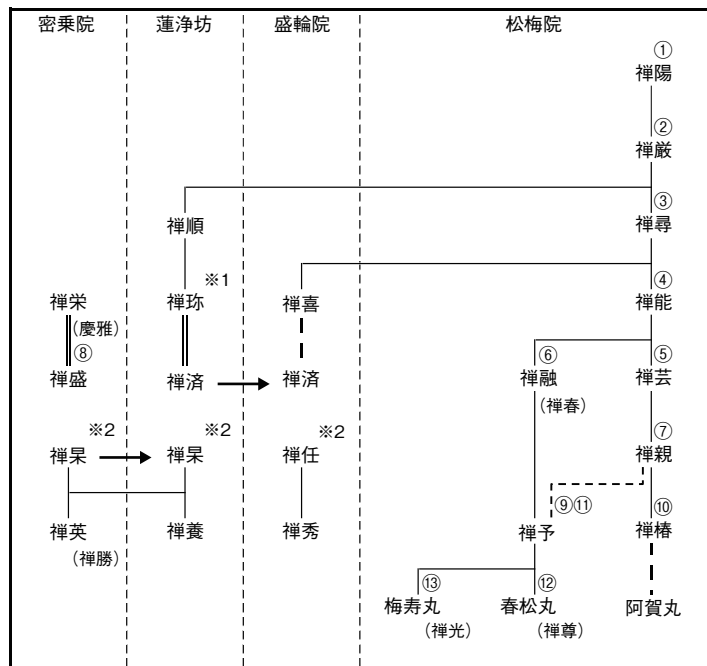 密乗院 蓮浄坊 盛輪院 松梅院
①
禅陽
②
禅厳
③
禅順 禅尋
※1 ④
禅栄 禅珎 禅喜 禅能
(慶雅)
⑧ ⑥ ⑤
禅盛 禅済 禅済 禅融 禅芸
(禅春)
※2 ※2 ※2 ⑦
禅杲 禅杲 禅任 禅親
⑨⑪ ⑩
禅英 禅養 禅秀 禅予 禅椿
(禅勝)
⑬ ⑫
梅寿丸 春松丸 阿賀丸
(禅光) (禅尊)